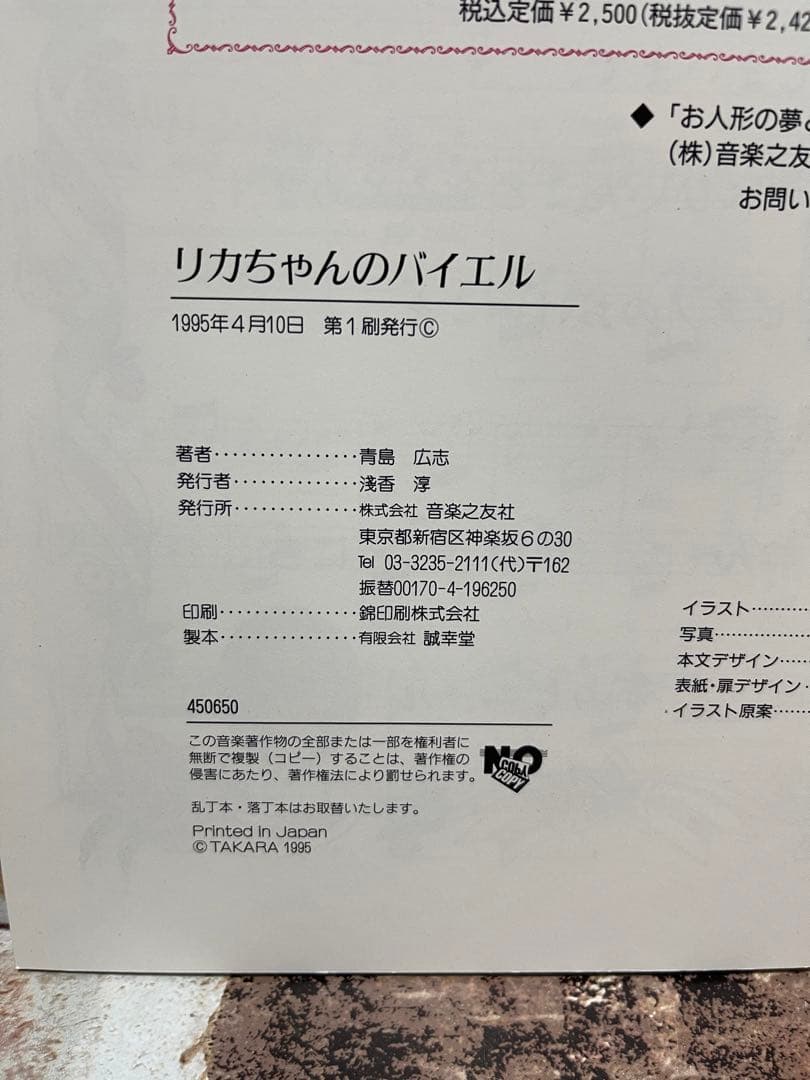 税込定価¥2,500(税抜定価¥2,42
◆「お人形の夢
(株)音楽之友
お問い
リカちゃんのバイエル
1995年4月10日 第1刷発行©
著者················青島 広志
発行者··············淺香 淳
発行所··············株式会社 音楽之友社
東京都新宿区神楽坂6の30
Tel 03-3235-2111(代)〒162
振替00170-4-196250
印刷················錦印刷株式会社
製本················有限会社 誠幸堂
イラスト··········
写真··············
本文デザイン·····
表紙・扉デザイン·
イラスト原案·····
450650
この音楽著作物の全部または一部を権利者に
無断で複製(コピー)することは、著作権の
侵害にあたり、著作権法により罰せられます。
NO
COPY
乱丁本・落丁本はお取替いたします。
Printed in Japan
©TAKARA 1995